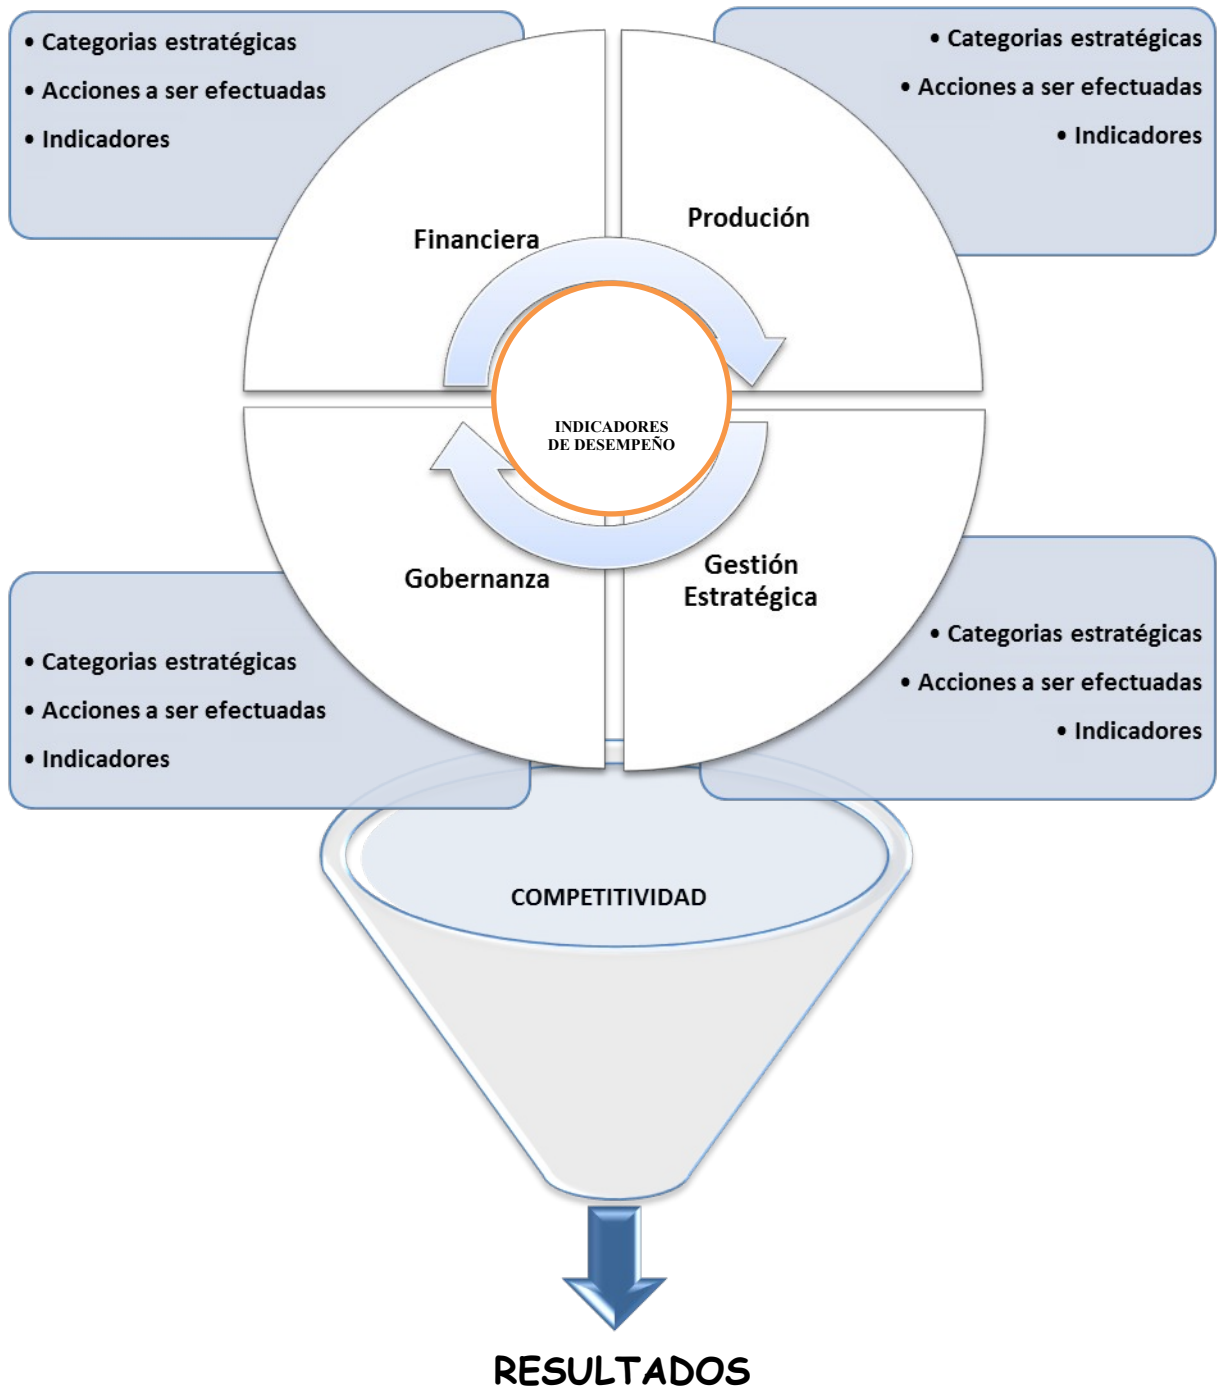 • Categorias estratégicas
• Acciones a ser efectuadas
• Indicadores
• Categorias estratégicas
• Acciones a ser efectuadas
• Indicadores
Financiera
Produción
INDICADORES
DE DESEMPEÑO
Gobernanza
Gestión
Estratégica
• Categorias estratégicas
• Acciones a ser efectuadas
• Indicadores
• Categorias estratégicas
• Acciones a ser efectuadas
• Indicadores
COMPETITIVIDAD
RESULTADOS